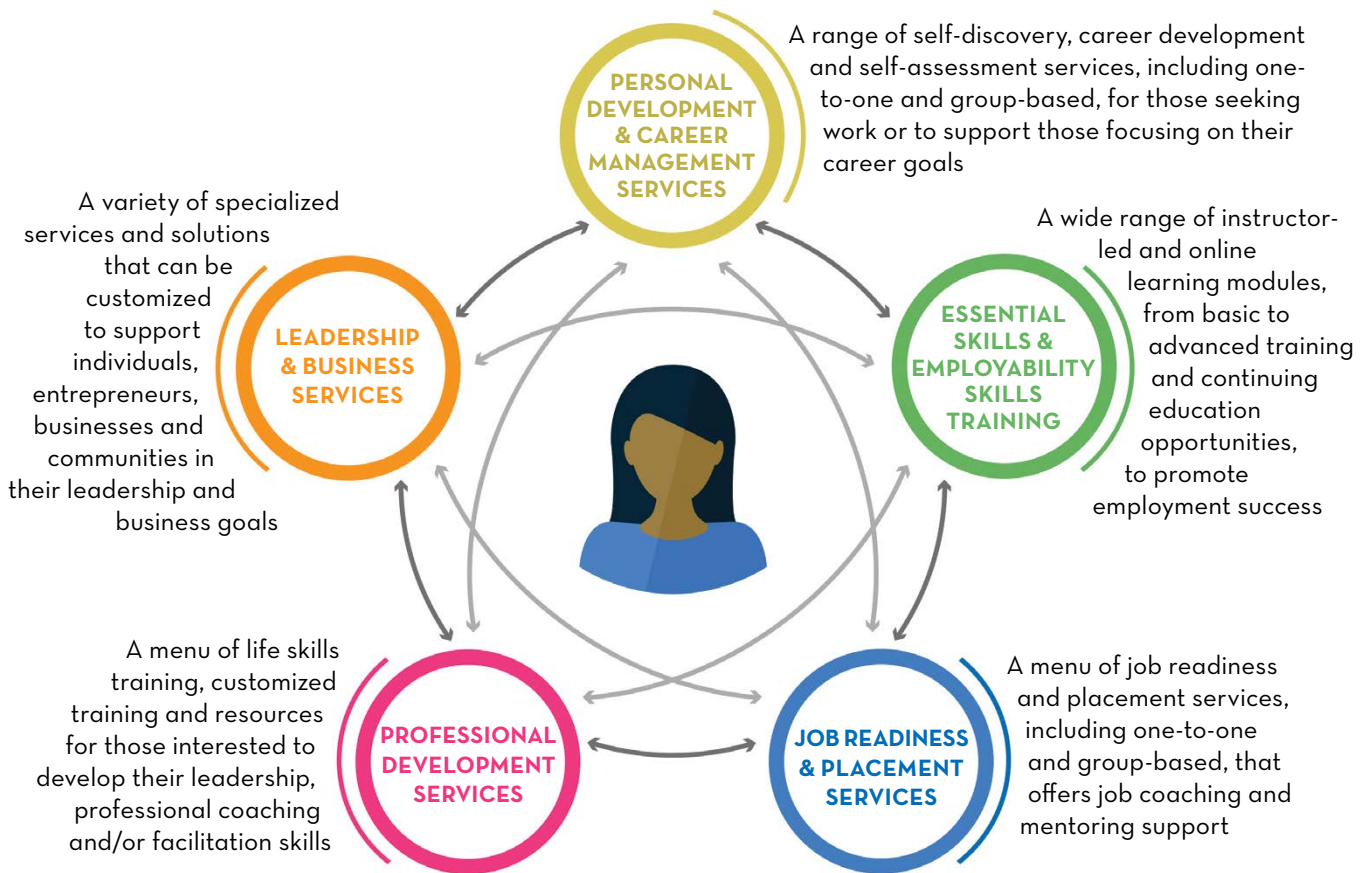 PERSONAL
DEVELOPMENT
& CAREER
MANAGEMENT
SERVICES
A range of self-discovery, career development
and self-assessment services, including one-
to-one and group-based, for those seeking
work or to support those focusing on their
career goals
A variety of specialized
services and solutions
that can be
customized
to support
individuals,
entrepreneurs,
businesses and
communities in
their leadership and
business goals
LEADERSHIP
& BUSINESS
SERVICES
ESSENTIAL
SKILLS &
EMPLOYABILITY
SKILLS
TRAINING
A wide range of instructor-
led and online
learning modules,
from basic to
advanced training
and continuing
education
opportunities,
to promote
employment success
A menu of life skills
training, customized
training and resources
for those interested to
develop their leadership,
professional coaching
and/or facilitation skills
PROFESSIONAL
DEVELOPMENT
SERVICES
JOB READINESS
& PLACEMENT
SERVICES
A menu of job readiness
and placement services,
including one-to-one
and group-based, that
offers job coaching and
mentoring support